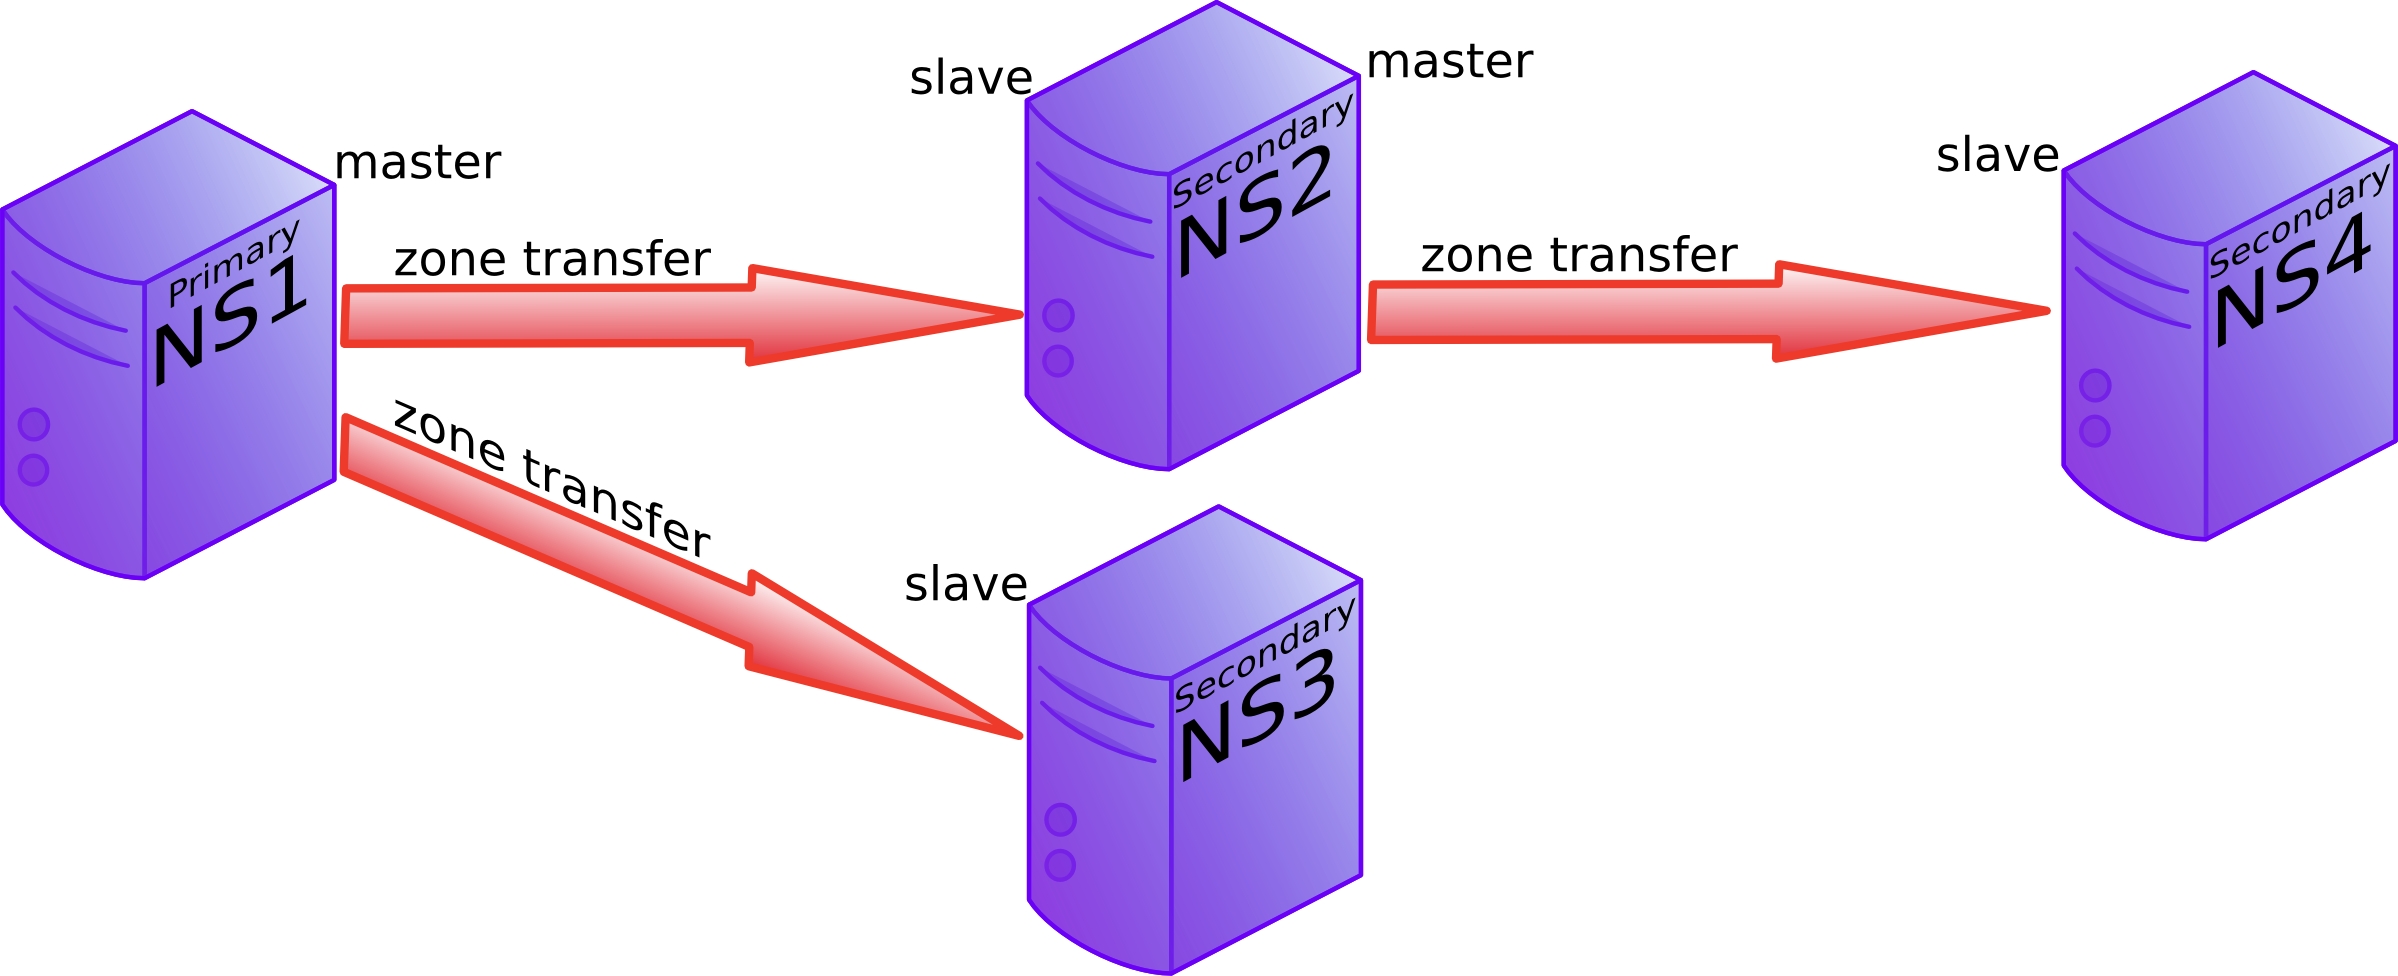 master
Primary
NS1
zone transfer
zone transfer
slave
master
Secondary
NS2
zone transfer
slave
Secondary
NS3
slave
Secondary
NS4